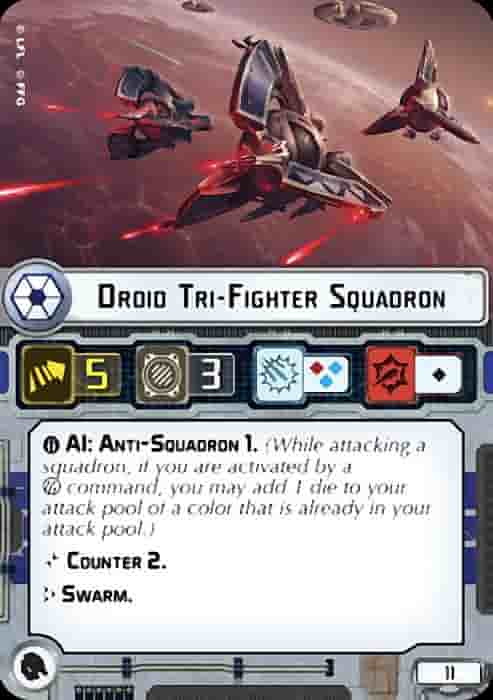 © LFL © FFG
Droid Tri-Fighter Squadron
5
3
AI: Anti-Squadron 1. (While attacking a
squadron, if you are activated by a
command, you may add 1 die to your
attack pool of a color that is already in your
attack pool.)
Counter 2.
Swarm.
11